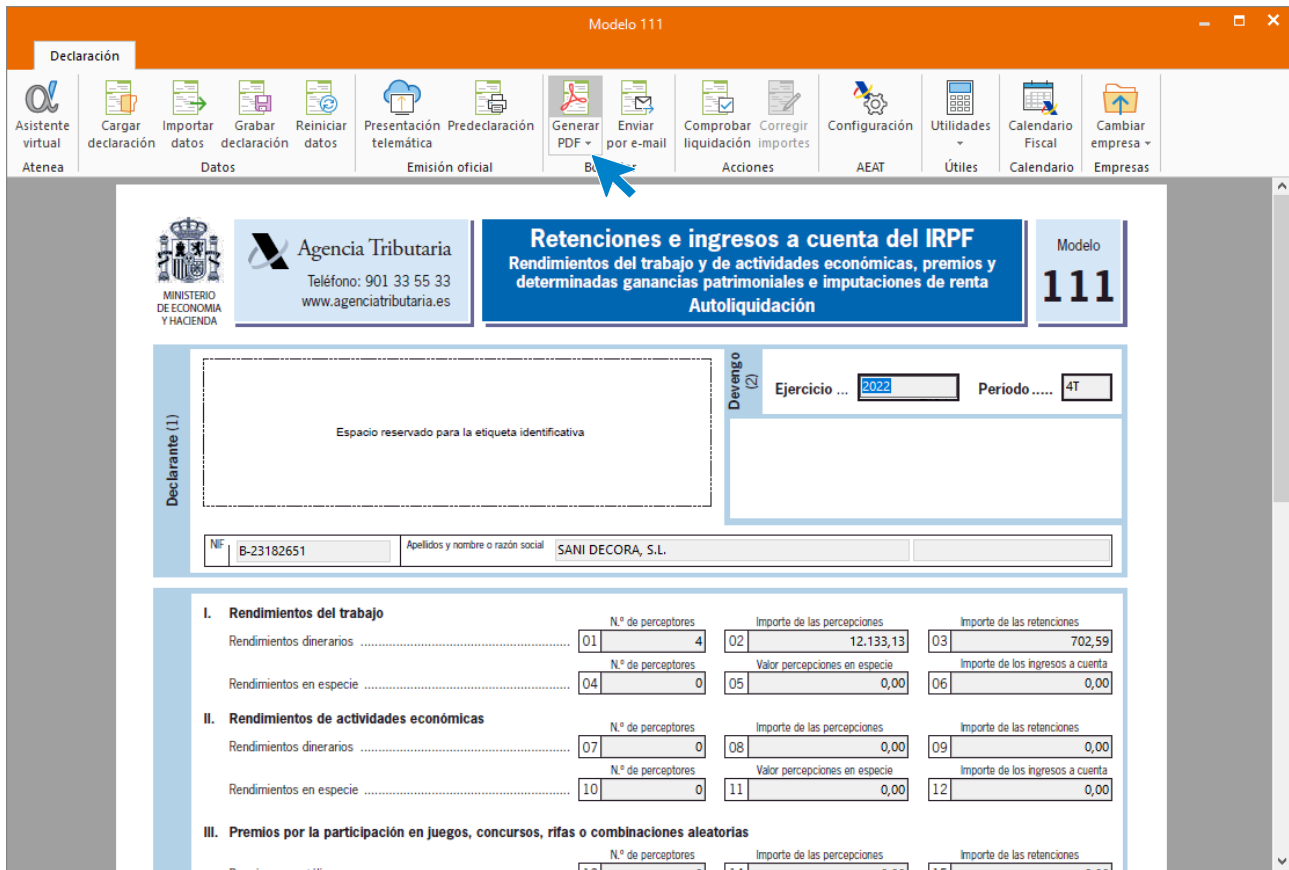 Modelo 111
Declaración
Asistente virtual
Cargar declaración
Importar datos
Grabar declaración
Reiniciar datos
Presentación telemática
Predeclaración
Generar PDF
Enviar por e-mail
Comprobar liquidación
Corregir importes
Configuración
Utilidades
Calendario Fiscal
Cambiar empresa
Atenea
Datos
Emisión oficial
Acciones
AEAT
Útiles
Calendario
Empresas
MINISTERIO
DE ECONOMIA
Y HACIENDA
Agencia Tributaria
Teléfono: 901 33 55 33
www.agenciatributaria.es
Retenciones e ingresos a cuenta del IRPF
Rendimientos del trabajo y de actividades económicas, premios y
determinadas ganancias patrimoniales e imputaciones de renta
Autoliquidación
Modelo
111
Declarante (1)
Espacio reservado para la etiqueta identificativa
Devengo (2)
Ejercicio ... 2022 Periodo ..... 4T
NIF B-23182651 Apellidos y nombre o razón social SANI DECORA, S.L.
I. Rendimientos del trabajo
N.º de perceptores Importe de las percepciones Importe de las retenciones
Rendimientos dinerarios 01 4 02 12.133,13 03 702,59
N.º de perceptores Valor percepciones en especie Importe de los ingresos a cuenta
Rendimientos en especie 04 0 05 0,00 06 0,00
II. Rendimientos de actividades económicas
N.º de perceptores Importe de las percepciones Importe de las retenciones
Rendimientos dinerarios 07 0 08 0,00 09 0,00
N.º de perceptores Valor percepciones en especie Importe de los ingresos a cuenta
Rendimientos en especie 10 0 11 0,00 12 0,00
III. Premios por la participación en juegos, concursos, rifas o combinaciones aleatorias
N.º de perceptores Importe de las percepciones Importe de las retenciones